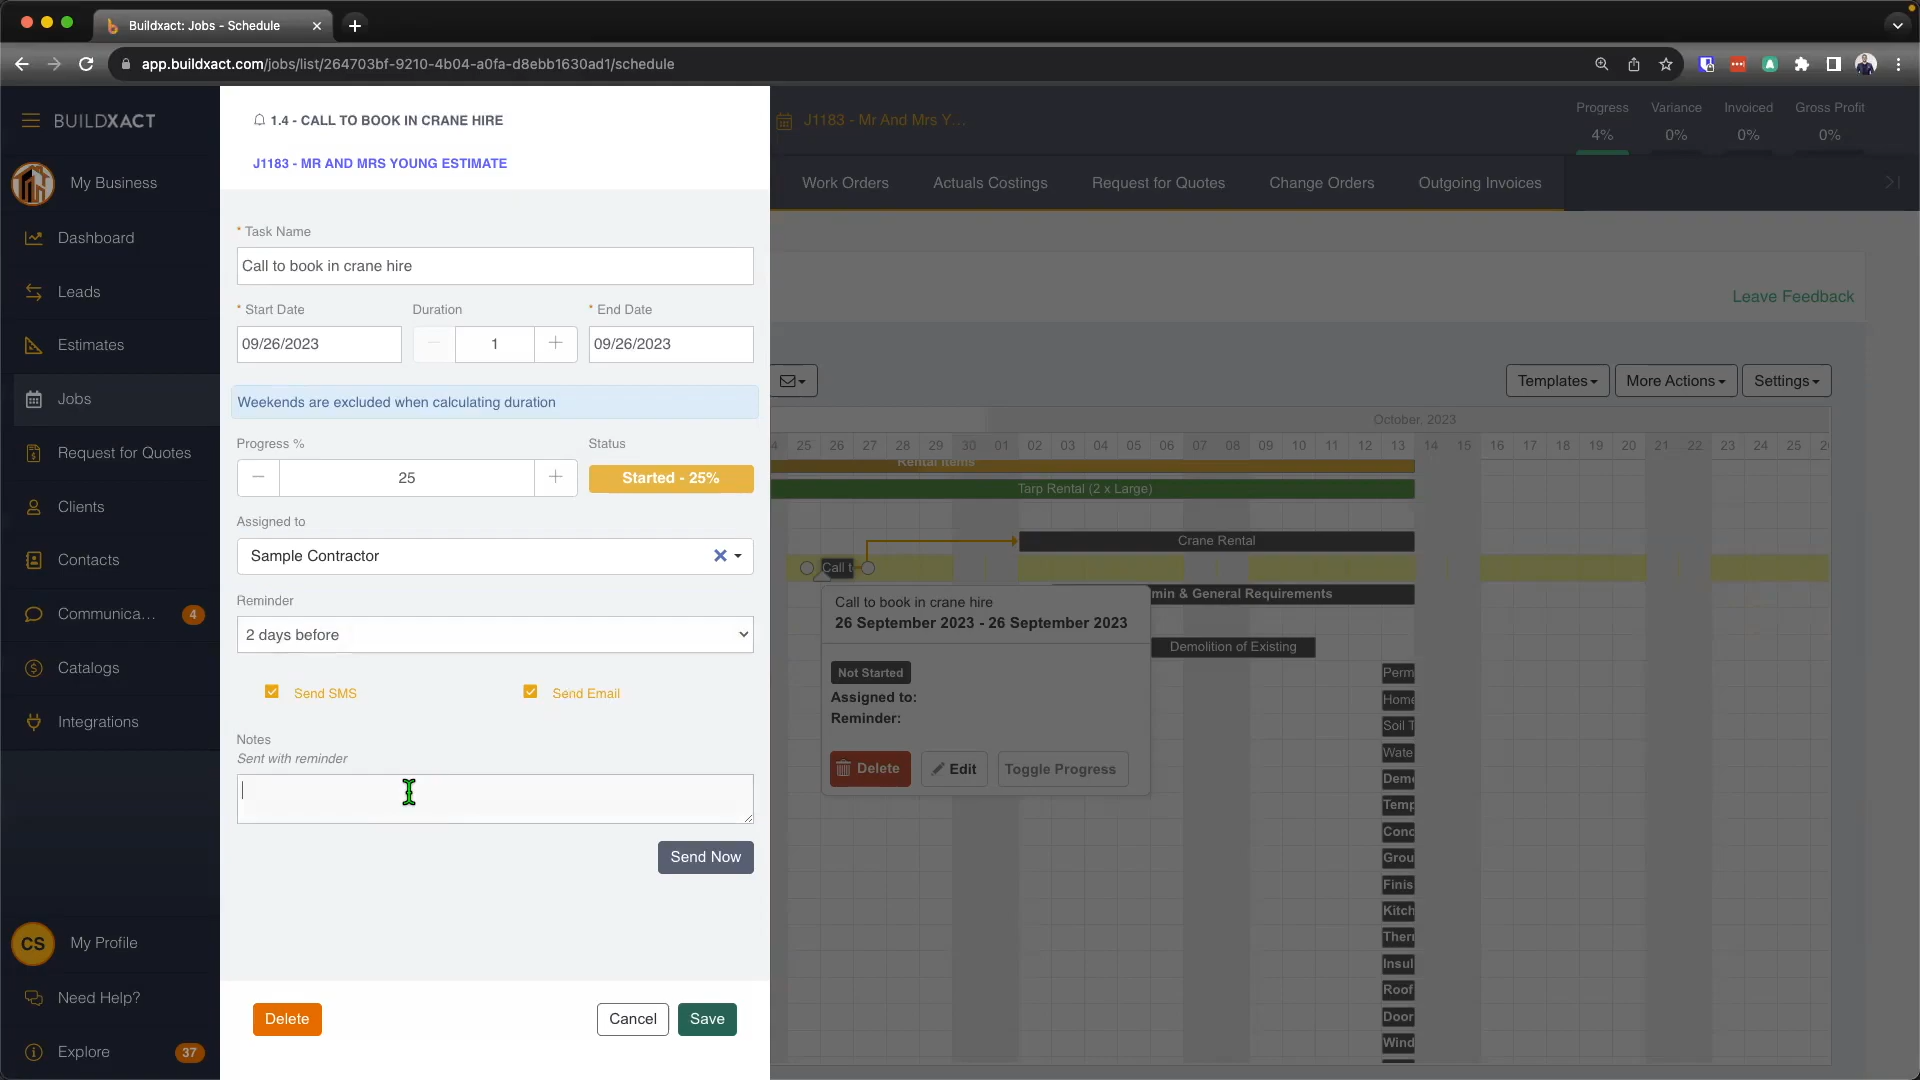 Buildxact: Jobs - Schedule
app.buildxact.com/jobs/list/264703bf-9210-4b04-a0fa-d8ebb1630ad1/schedule
BUILDXACT
My Business
Dashboard
Leads
Estimates
Jobs
Request for Quotes
Clients
Contacts
Communica... 4
Catalogs
Integrations
CS My Profile
Need Help?
Explore 37
1.4 - CALL TO BOOK IN CRANE HIRE
J1183 - MR AND MRS YOUNG ESTIMATE
* Task Name
Call to book in crane hire
* Start Date Duration * End Date
09/26/2023 1 09/26/2023
Weekends are excluded when calculating duration
Progress % Status
25 Started - 25%
Assigned to
Sample Contractor
Reminder
2 days before
Send SMS Send Email
Notes
Sent with reminder
Send Now
Delete Cancel Save
J1183 - Mr And Mrs Y...
Progress Variance Invoiced Gross Profit
4% 0% 0% 0%
Work Orders Actuals Costings Request for Quotes Change Orders Outgoing Invoices
Leave Feedback
Templates More Actions Settings
October, 2023
4 25 26 27 28 29 30 01 02 03 04 05 06 07 08 09 10 11 12 13 14 15 16 17 18 19 20 21 22 23 24 25 2
Rental Items
Tarp Rental (2 x Large)
Crane Rental
Call t
min & General Requirements
Call to book in crane hire
26 September 2023 - 26 September 2023
Not Started
Assigned to:
Reminder:
Delete Edit Toggle Progress
Demolition of Existing
Perm
Home
Soil T
Wate
Demo
Temp
Conc
Grou
Finis
Kitch
Ther
Insul
Roof
Door
Wind